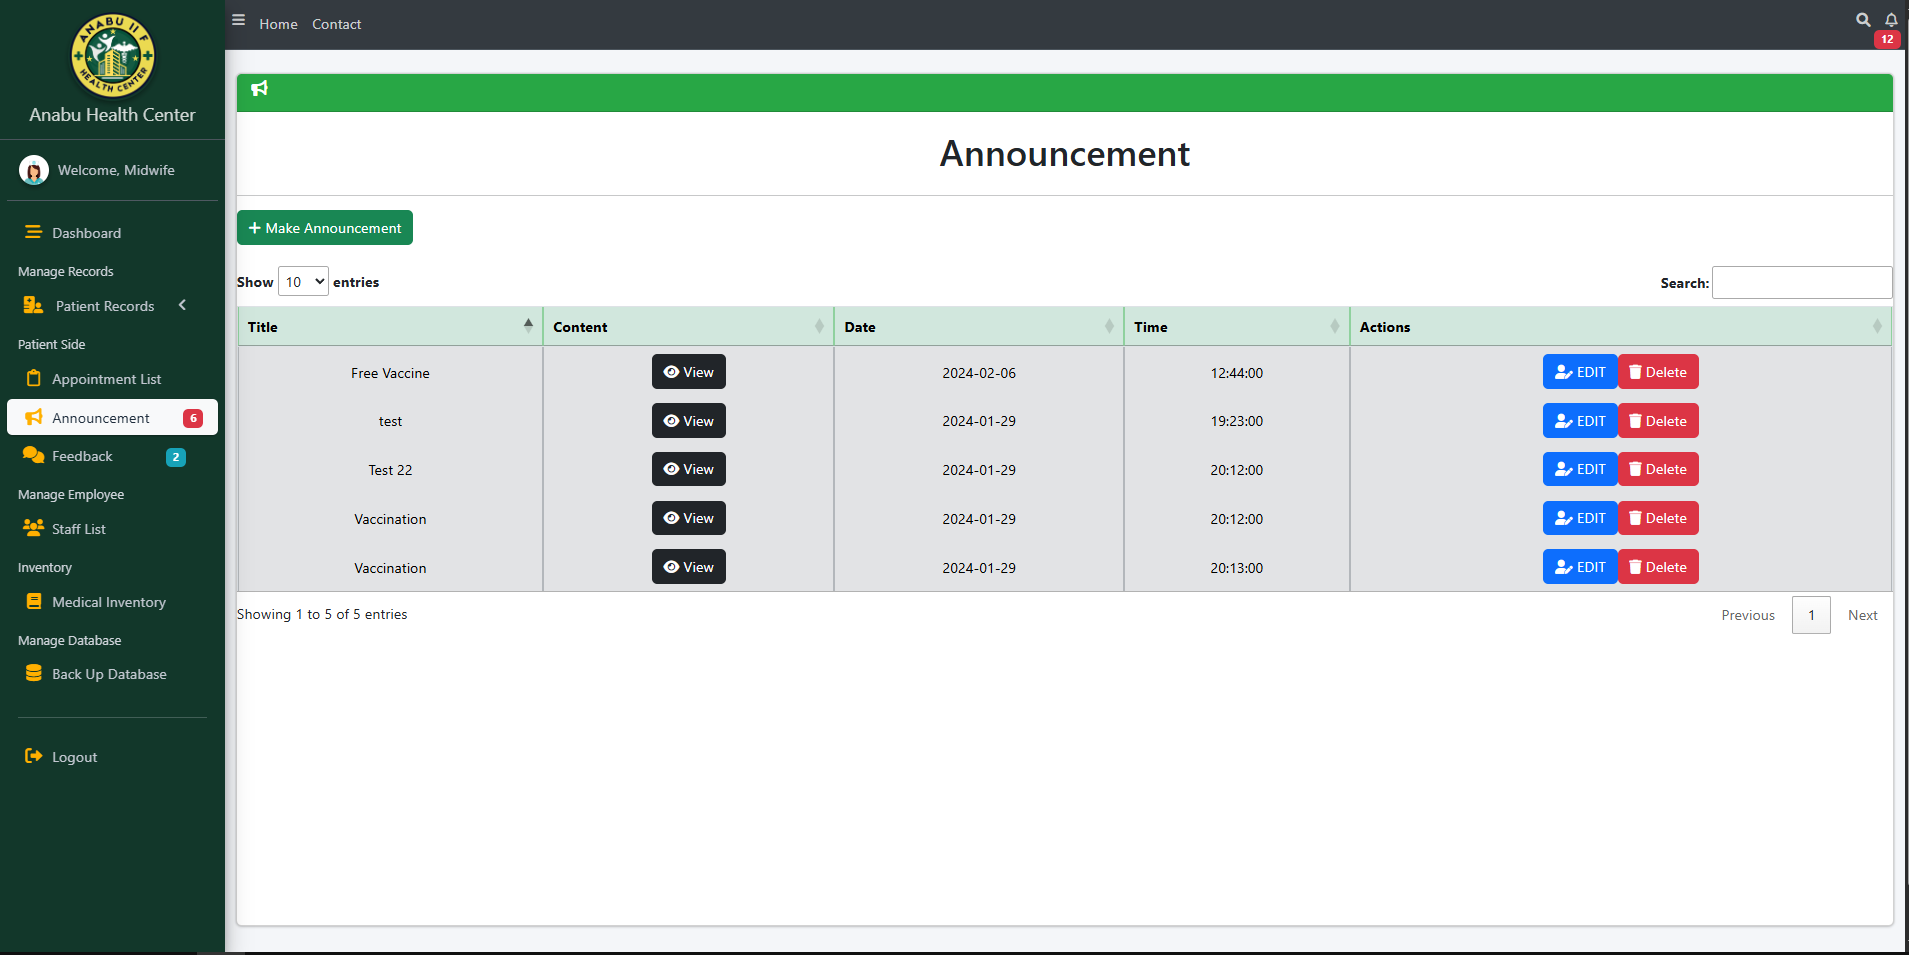 ANABU II F
HEALTH CENTER
Anabu Health Center
Welcome, Midwife
Dashboard
Manage Records
Patient Records
Patient Side
Appointment List
Announcement 6
Feedback 2
Manage Employee
Staff List
Inventory
Medical Inventory
Manage Database
Back Up Database
Logout
Home Contact
12
Announcement
Make Announcement
Show 10 entries
Search:
Title Content Date Time Actions
Free Vaccine View 2024-02-06 12:44:00 EDIT Delete
test View 2024-01-29 19:23:00 EDIT Delete
Test 22 View 2024-01-29 20:12:00 EDIT Delete
Vaccination View 2024-01-29 20:12:00 EDIT Delete
Vaccination View 2024-01-29 20:13:00 EDIT Delete
Showing 1 to 5 of 5 entries
Previous 1 Next